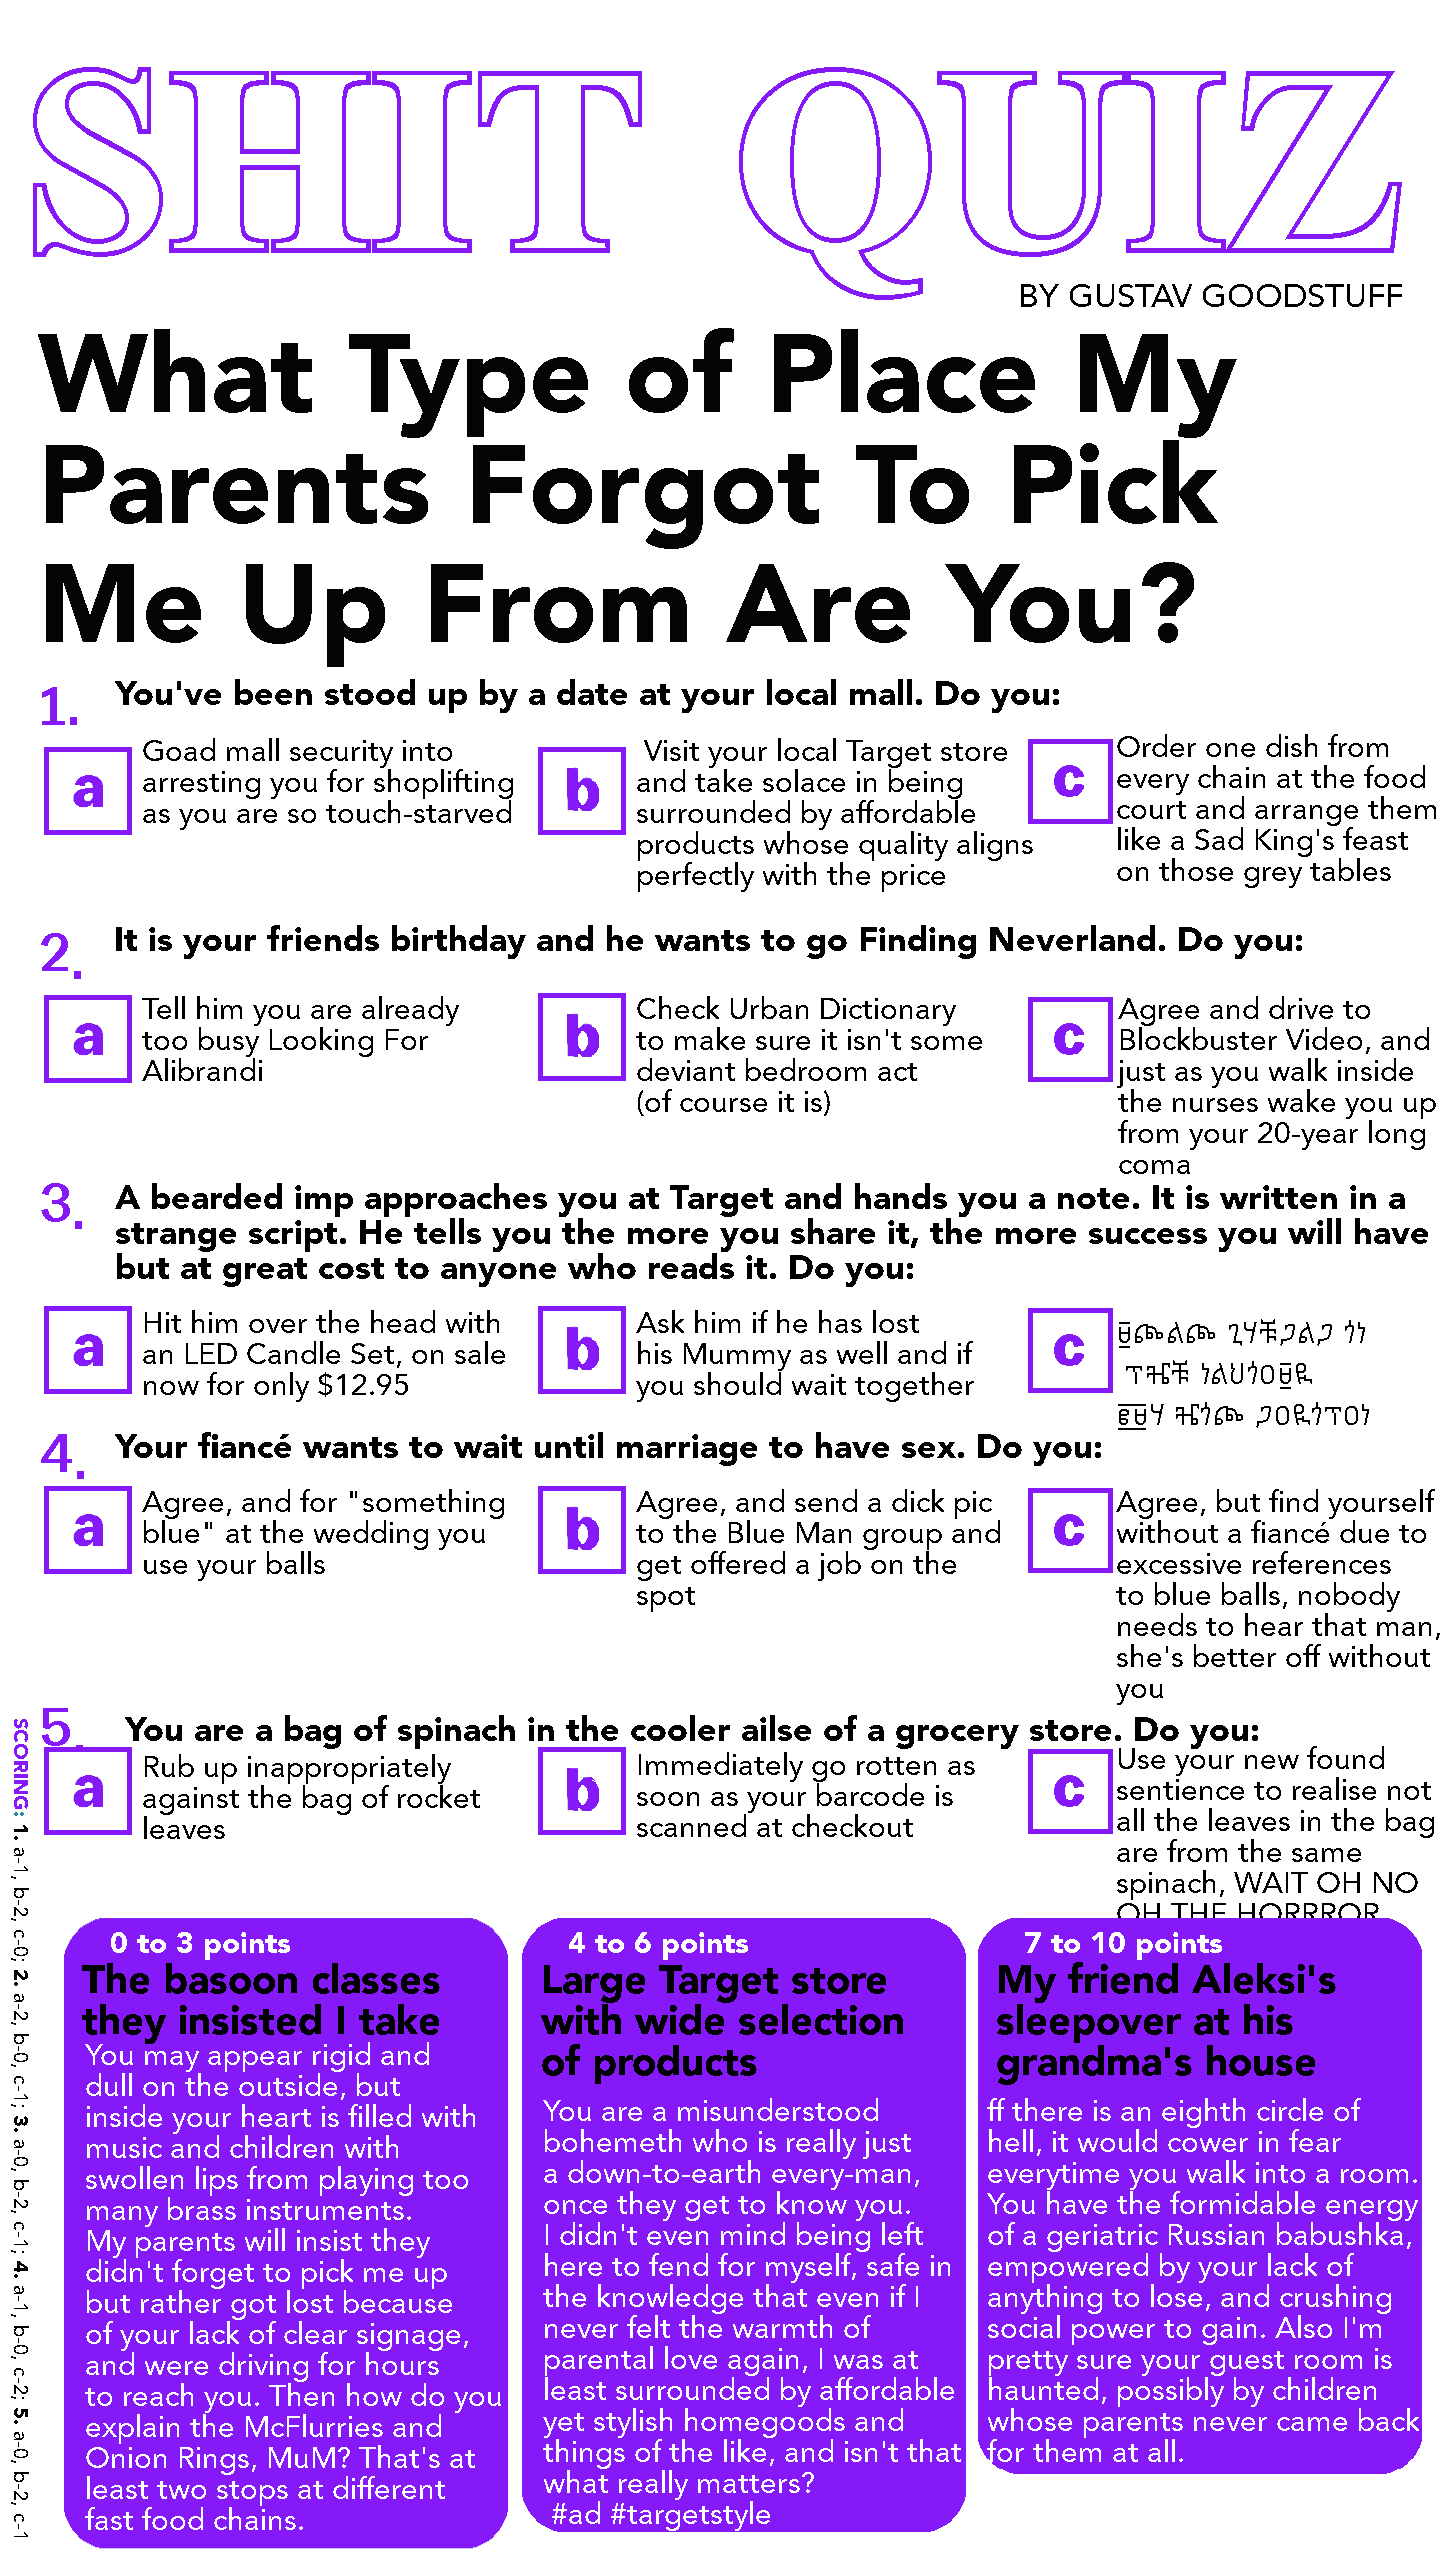 SHIT QUIZ
BY GUSTAV GOODSTUFF
What Type of Place My
Parents Forgot To Pick
Me Up From Are You?
1. You've been stood up by a date at your local mall. Do you:
a
Goad mall security into
arresting you for shoplifting
as you are so touch-starved
b
Visit your local Target store
and take solace in being
surrounded by affordable
products whose quality aligns
perfectly with the price
c
Order one dish from
every chain at the food
court and arrange them
like a Sad King's feast
on those grey tables
2. It is your friends birthday and he wants to go Finding Neverland. Do you:
a
Tell him you are already
too busy Looking For
Alibrandi
b
Check Urban Dictionary
to make sure it isn't some
deviant bedroom act
(of course it is)
c
Agree and drive to
Blockbuster Video, and
just as you walk inside
the nurses wake you up
from your 20-year long
coma
3. A bearded imp approaches you at Target and hands you a note. It is written in a
strange script. He tells you the more you share it, the more success you will have
but at great cost to anyone who reads it. Do you:
a
Hit him over the head with
an LED Candle Set, on sale
now for only $12.95
b
Ask him if he has lost
his Mummy as well and if
you should wait together
c
4. Your fiancé wants to wait until marriage to have sex. Do you:
a
Agree, and for "something
blue" at the wedding you
use your balls
b
Agree, and send a dick pic
to the Blue Man group and
get offered a job on the
spot
c
Agree, but find yourself
without a fiancé due to
excessive references
to blue balls, nobody
needs to hear that man,
she's better off without
you
5. You are a bag of spinach in the cooler ailse of a grocery store. Do you:
a
Rub up inappropriately
against the bag of rocket
leaves
b
Immediately go rotten as
soon as your barcode is
scanned at checkout
c
Use your new found
sentience to realise not
all the leaves in the bag
are from the same
spinach, WAIT OH NO
OH THE HORRROR
SCORING: 1. a-1, b-2, c-0; 2. a-2, b-0, c-1; 3. a-0, b-2, c-1; 4. a-1, b-0, c-2; 5. a-0, b-2, c-1
0 to 3 points
The basoon classes
they insisted I take
You may appear rigid and
dull on the outside, but
inside your heart is filled with
music and children with
swollen lips from playing too
many brass instruments.
My parents will insist they
didn't forget to pick me up
but rather got lost because
of your lack of clear signage,
and were driving for hours
to reach you. Then how do you
explain the McFlurries and
Onion Rings, MuM? That's at
least two stops at different
fast food chains.
4 to 6 points
Large Target store
with wide selection
of products
You are a misunderstood
bohemeth who is really just
a down-to-earth every-man,
once they get to know you.
I didn't even mind being left
here to fend for myself, safe in
the knowledge that even if I
never felt the warmth of
parental love again, I was at
least surrounded by affordable
yet stylish homegoods and
things of the like, and isn't that
what really matters?
#ad #targetstyle
7 to 10 points
My friend Aleksi's
sleepover at his
grandma's house
ff there is an eighth circle of
hell, it would cower in fear
everytime you walk into a room.
You have the formidable energy
of a geriatric Russian babushka,
empowered by your lack of
anything to lose, and crushing
social power to gain. Also I'm
pretty sure your guest room is
haunted, possibly by children
whose parents never came back
for them at all.